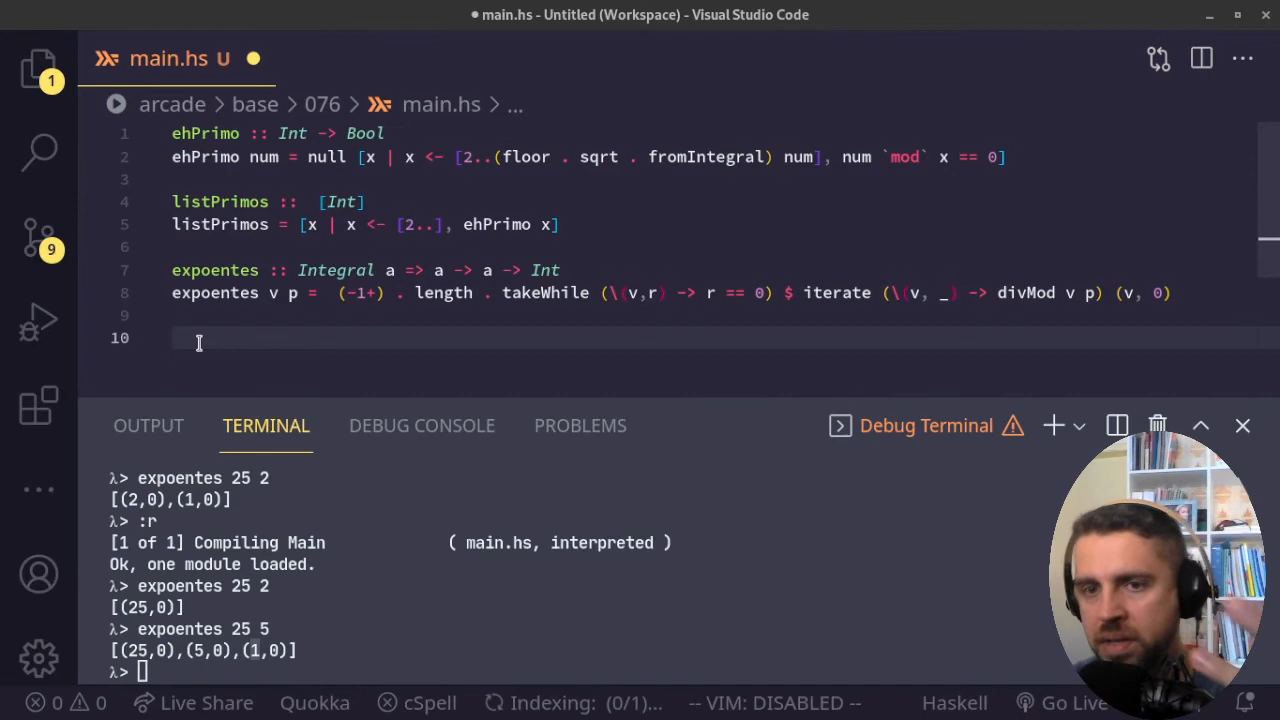 main.hs - Untitled (Workspace) - Visual Studio Code
main.hs U
1
arcade > base > 076 > main.hs > ...
1 ehPrimo :: Int -> Bool
2 ehPrimo num = null [x | x <- [2..(floor . sqrt . fromIntegral) num], num `mod` x == 0]
3
4 listPrimos :: [Int]
5 listPrimos = [x | x <- [2..], ehPrimo x]
6
9
7 expoentes :: Integral a => a -> a -> Int
8 expoentes v p = (-1+) . length . takeWhile (\(v,r) -> r == 0) $ iterate (\(v, _) -> divMod v p) (v, 0)
9
10
OUTPUT TERMINAL DEBUG CONSOLE PROBLEMS Debug Terminal
λ> expoentes 25 2
[(2,0),(1,0)]
λ> :r
[1 of 1] Compiling Main ( main.hs, interpreted )
Ok, one module loaded.
λ> expoentes 25 2
[(25,0)]
λ> expoentes 25 5
[(25,0),(5,0),(1,0)]
λ>
0 0 Live Share Quokka cSpell Indexing: (0/1)... -- VIM: DISABLED -- Haskell Go Live